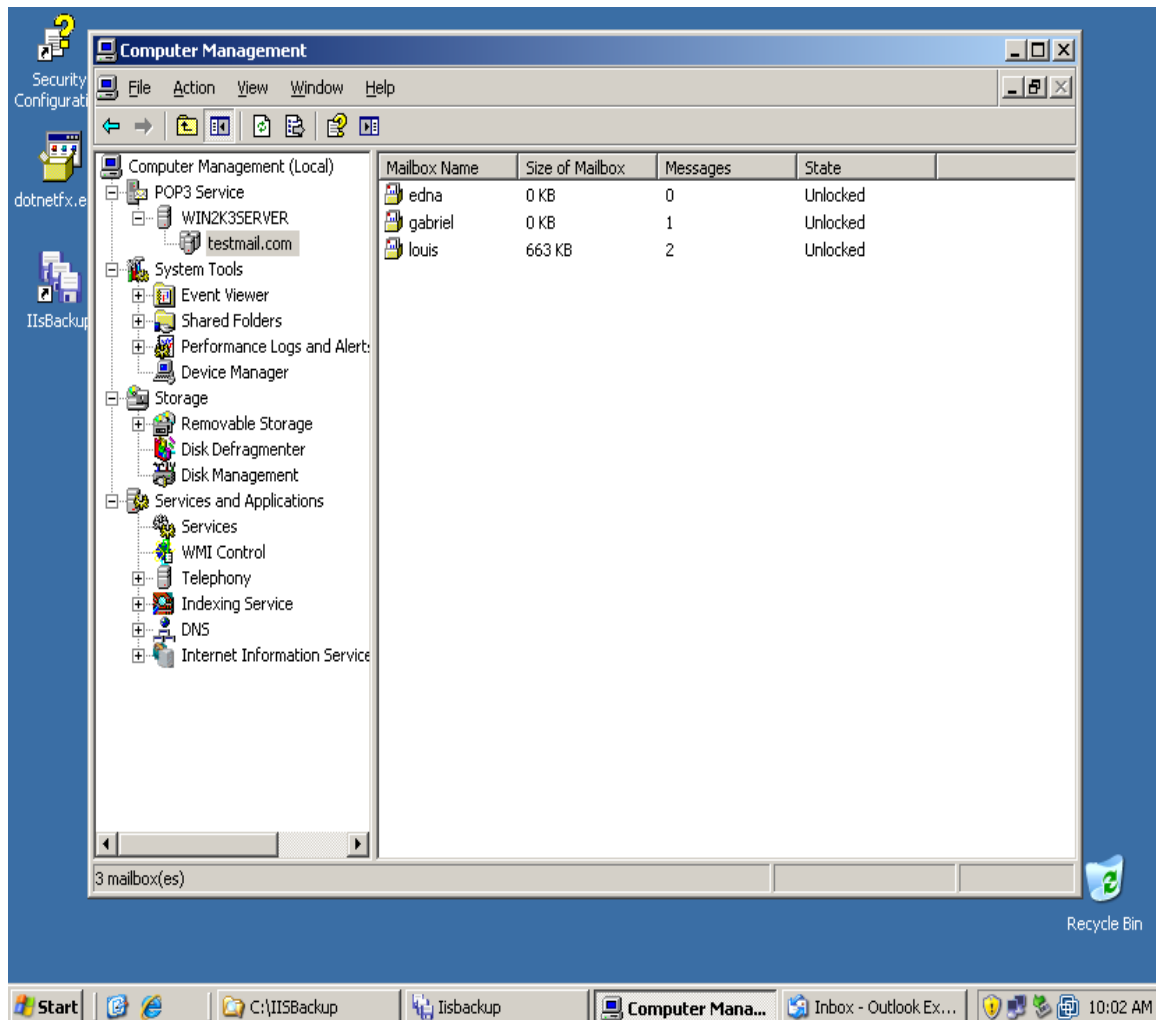 Security
Configurati
dotnetfx.e
IIsBackup
Computer Management
File Action View Window Help
Computer Management (Local)
POP3 Service
WIN2K3SERVER
testmail.com
System Tools
Event Viewer
Shared Folders
Performance Logs and Alerts
Device Manager
Storage
Removable Storage
Disk Defragmenter
Disk Management
Services and Applications
Services
WMI Control
Telephony
Indexing Service
DNS
Internet Information Service
Mailbox Name Size of Mailbox Messages State
edna 0 KB 0 Unlocked
gabriel 0 KB 1 Unlocked
louis 663 KB 2 Unlocked
3 mailbox(es)
Recycle Bin
Start C:\IISBackup Iisbackup Computer Mana... Inbox - Outlook Ex... 10:02 AM